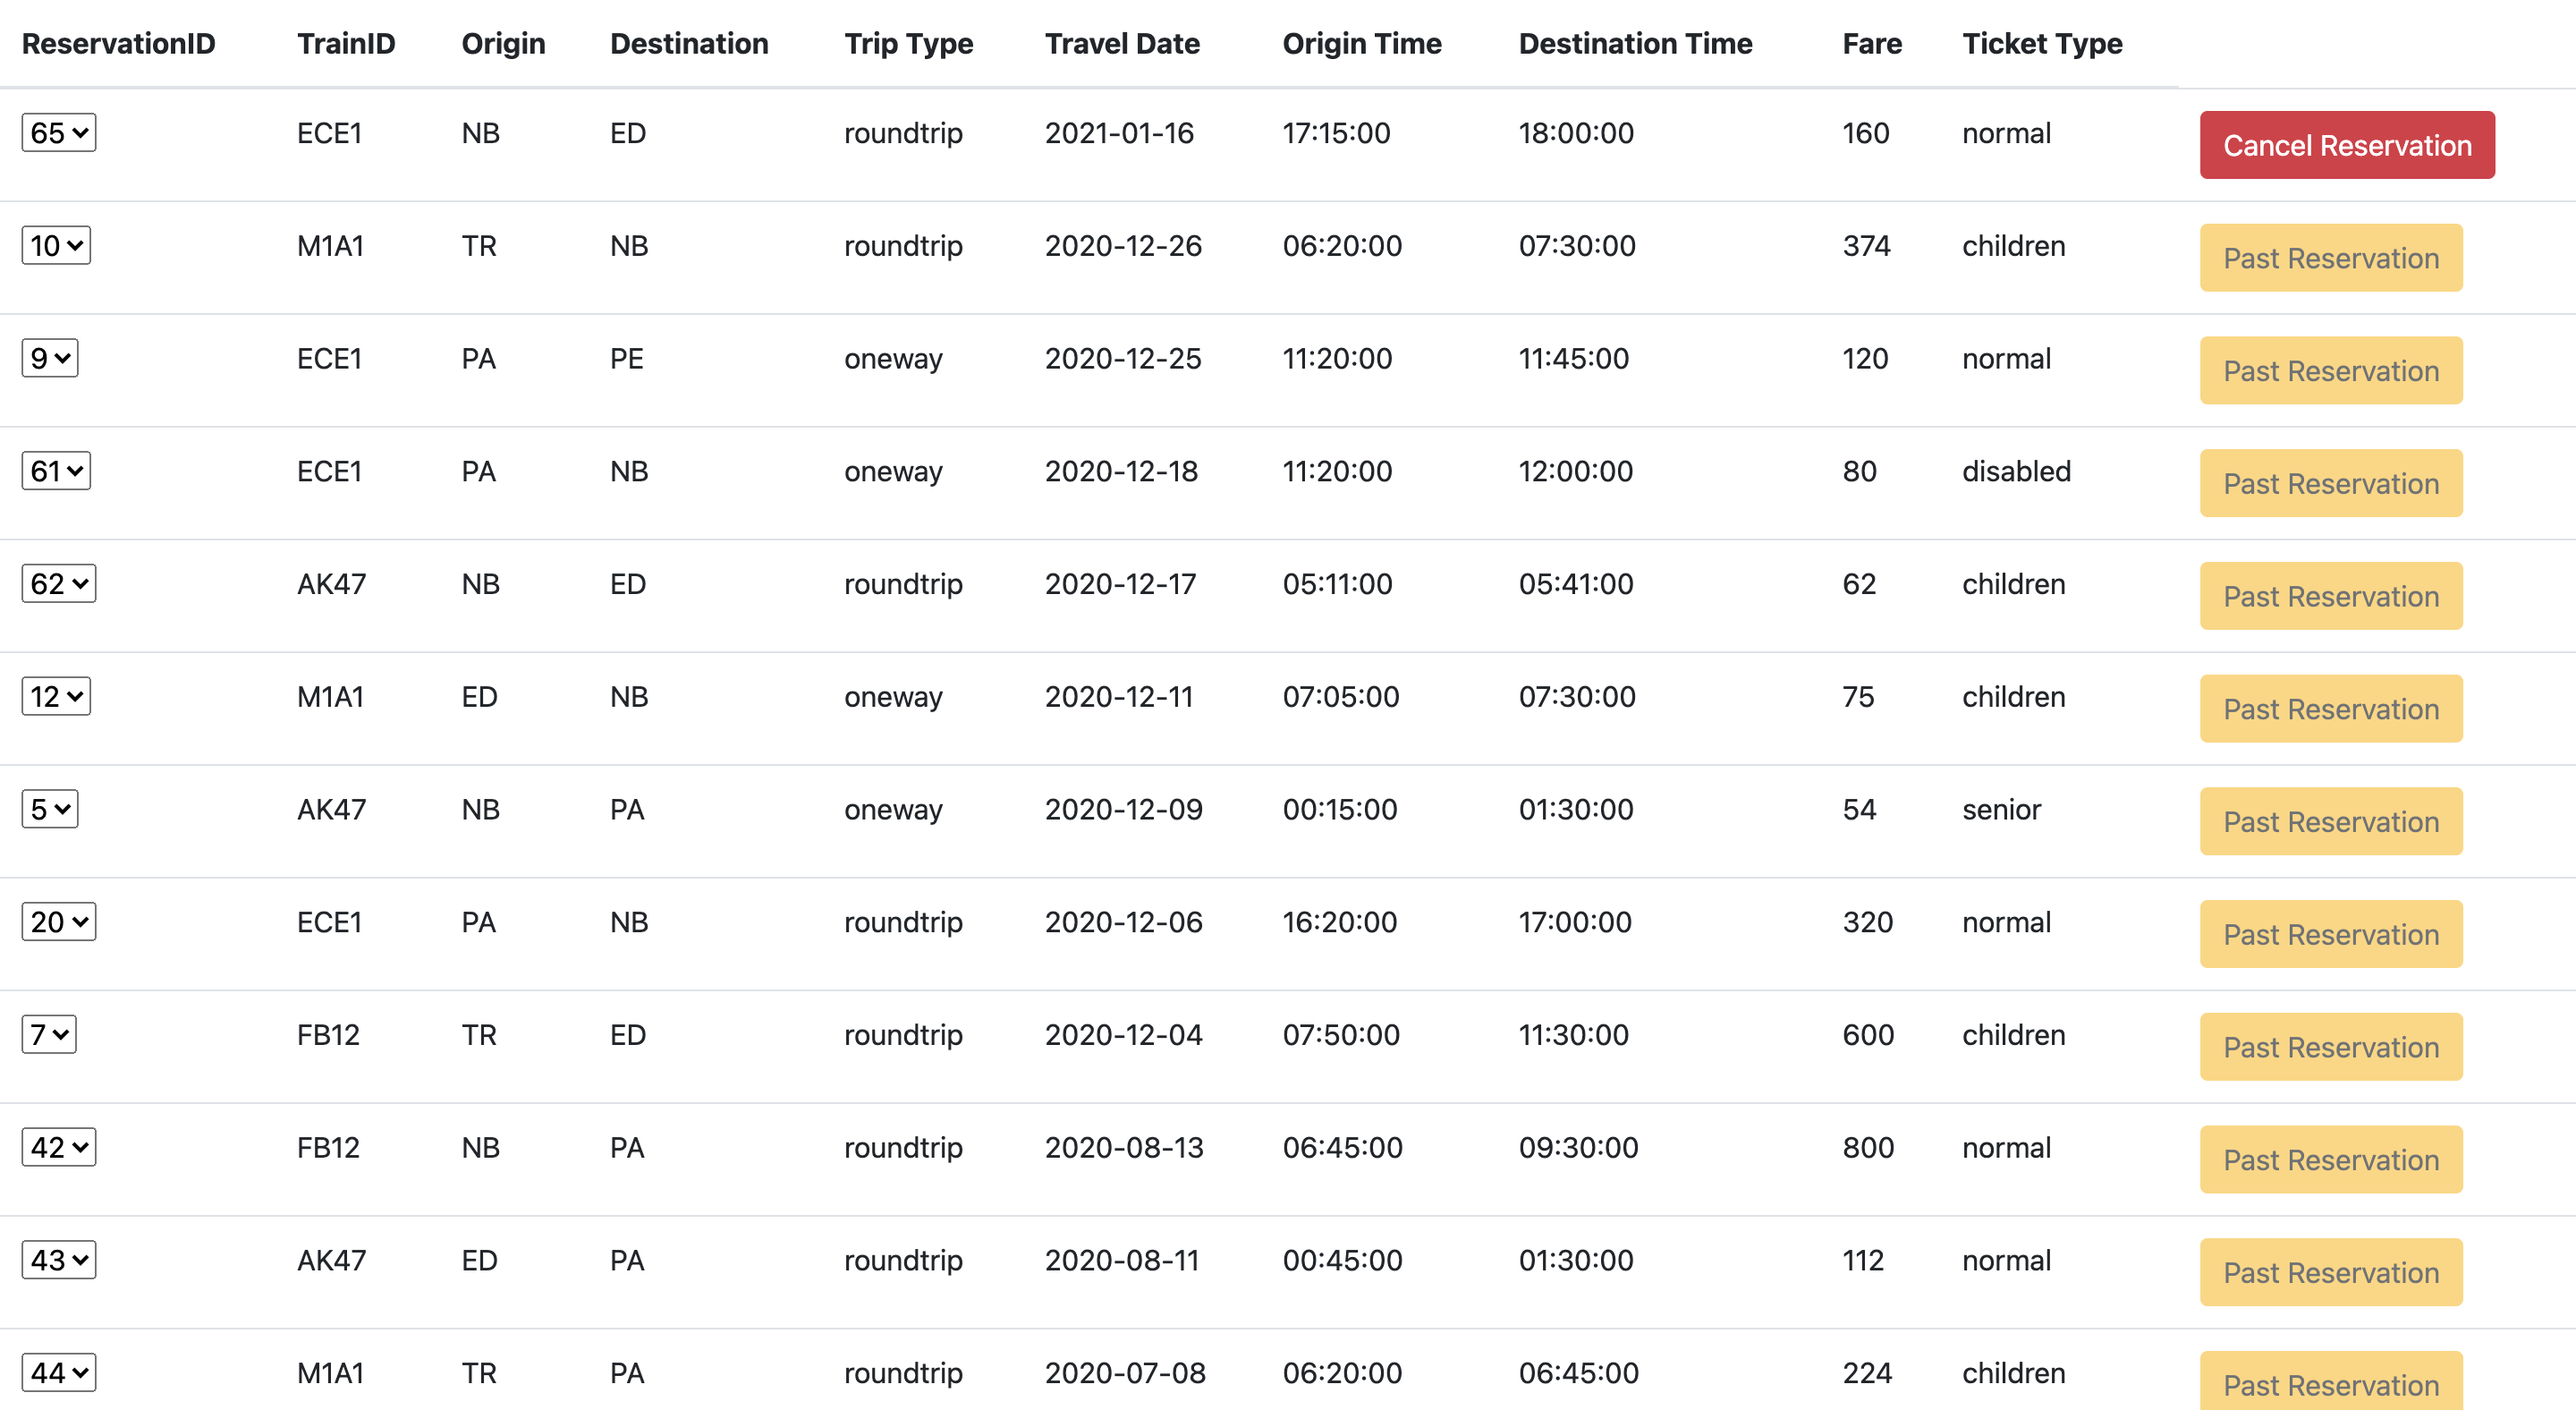 ReservationID TrainID Origin Destination Trip Type Travel Date Origin Time Destination Time Fare Ticket Type
65 ECE1 NB ED roundtrip 2021-01-16 17:15:00 18:00:00 160 normal Cancel Reservation
10 M1A1 TR NB roundtrip 2020-12-26 06:20:00 07:30:00 374 children Past Reservation
9 ECE1 PA PE oneway 2020-12-25 11:20:00 11:45:00 120 normal Past Reservation
61 ECE1 PA NB oneway 2020-12-18 11:20:00 12:00:00 80 disabled Past Reservation
62 AK47 NB ED roundtrip 2020-12-17 05:11:00 05:41:00 62 children Past Reservation
12 M1A1 ED NB oneway 2020-12-11 07:05:00 07:30:00 75 children Past Reservation
5 AK47 NB PA oneway 2020-12-09 00:15:00 01:30:00 54 senior Past Reservation
20 ECE1 PA NB roundtrip 2020-12-06 16:20:00 17:00:00 320 normal Past Reservation
7 FB12 TR ED roundtrip 2020-12-04 07:50:00 11:30:00 600 children Past Reservation
42 FB12 NB PA roundtrip 2020-08-13 06:45:00 09:30:00 800 normal Past Reservation
43 AK47 ED PA roundtrip 2020-08-11 00:45:00 01:30:00 112 normal Past Reservation
44 M1A1 TR PA roundtrip 2020-07-08 06:20:00 06:45:00 224 children Past Reservation